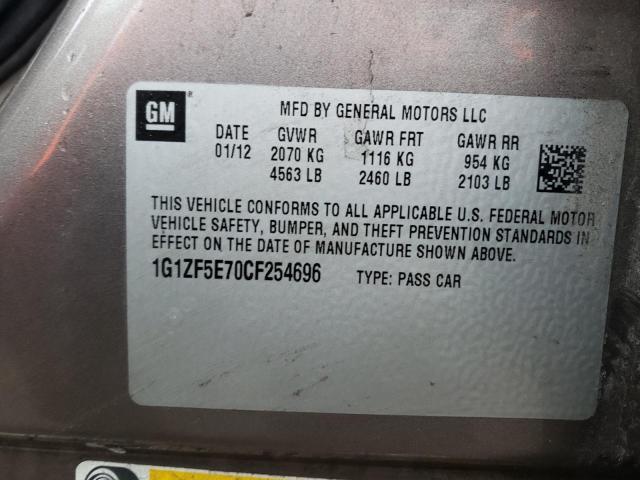 GM ®
MFD BY GENERAL MOTORS LLC
DATE GVWR GAWR FRT GAWR RR
01/12 2070 KG 1116 KG 954 KG
4563 LB 2460 LB 2103 LB
THIS VEHICLE CONFORMS TO ALL APPLICABLE U.S. FEDERAL MOTOR
VEHICLE SAFETY, BUMPER, AND THEFT PREVENTION STANDARDS IN
EFFECT ON THE DATE OF MANUFACTURE SHOWN ABOVE.
1G1ZF5E70CF254696 TYPE: PASS CAR